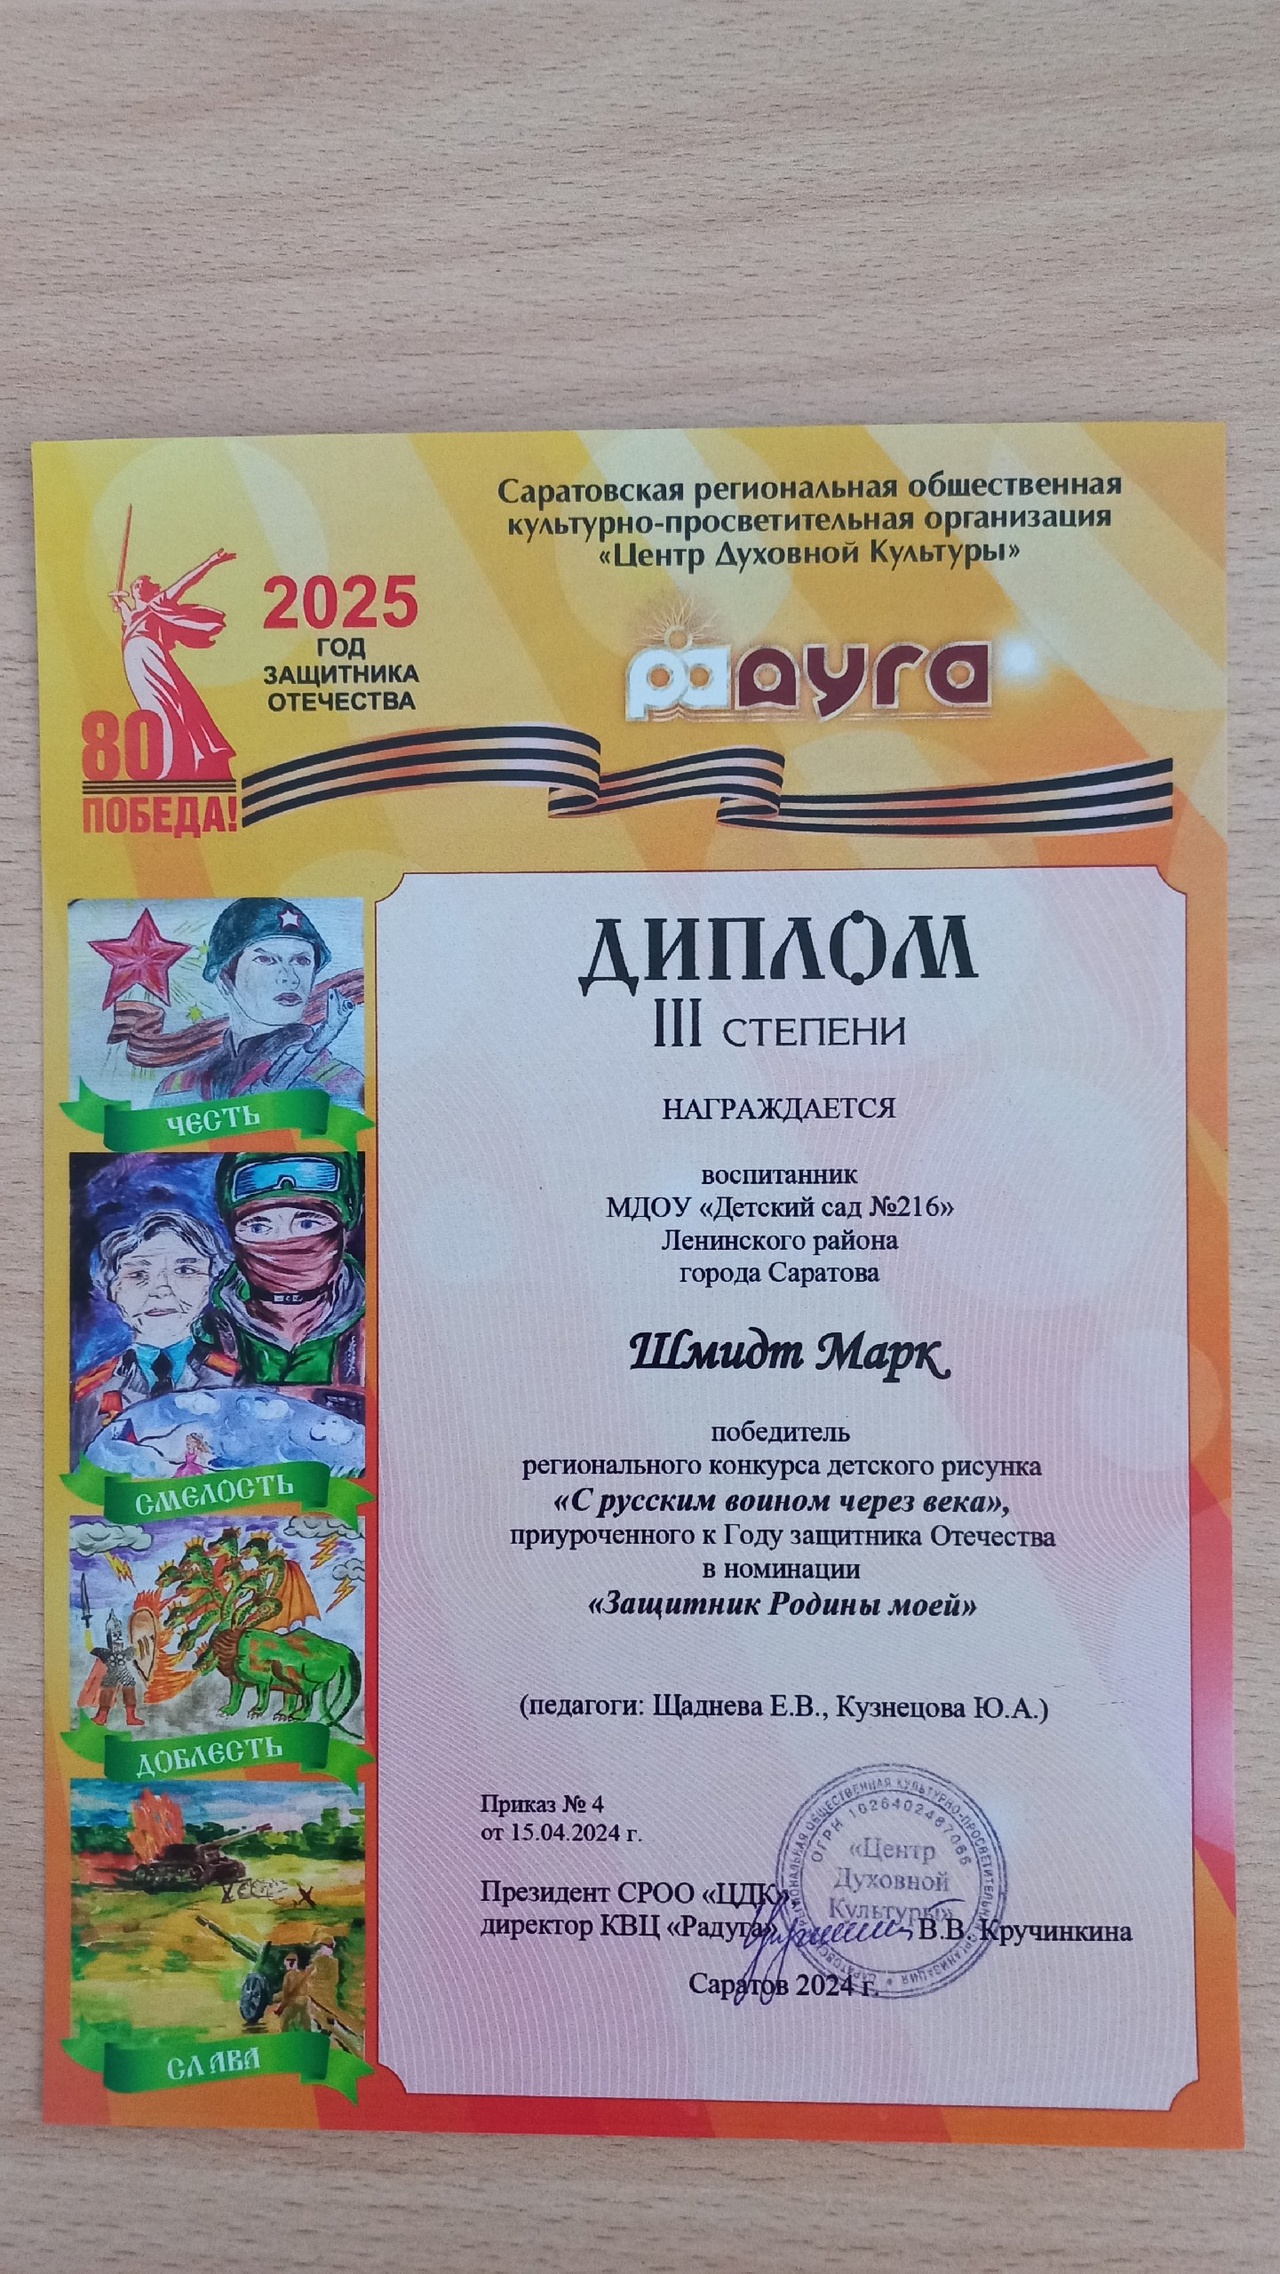 Саратовская региональная общественная
культурно-просветительная организация
«Центр Духовной Культуры»
2025
ГОД
ЗАЩИТНИКА
ОТЕЧЕСТВА
радуга
80
ПОБЕДА!
ДИПЛОМ
III СТЕПЕНИ
НАГРАЖДАЕТСЯ
воспитанник
МДОУ «Детский сад №216»
Ленинского района
города Саратова
Шмидт Марк
победитель
регионального конкурса детского рисунка
«С русским воином через века»,
приуроченного к Году защитника Отечества
в номинации
«Защитник Родины моей»
(педагоги: Щаднева Е.В., Кузнецова Ю.А.)
Приказ № 4
от 15.04.2024 г.
Президент СРОО «ЦДК»,
директор КВЦ «Радуга»
В.В. Кручинкина
Саратов 2024 г.
«Центр
Духовной
Культуры»
ЧЕСТЬ
СМЕЛОСТЬ
ДОБЛЕСТЬ
СЛАВА